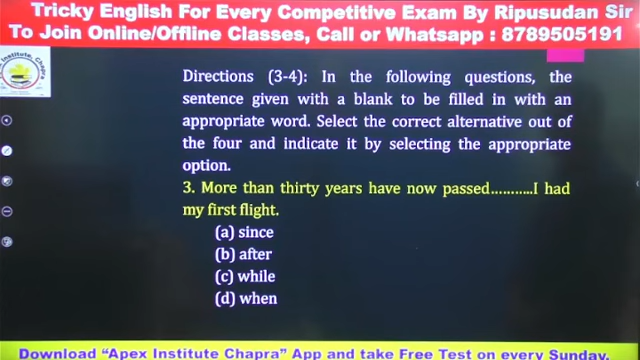 Tricky English For Every Competitive Exam By Ripusudan Sir
To Join Online/Offline Classes, Call or Whatsapp : 8789505191
Directions (3-4): In the following questions, the
sentence given with a blank to be filled in with an
appropriate word. Select the correct alternative out of
the four and indicate it by selecting the appropriate
option.
3. More than thirty years have now passed...........I had
my first flight.
(a) since
(b) after
(c) while
(d) when
Download “Apex Institute Chapra” App and take Free Test on every Sunday.